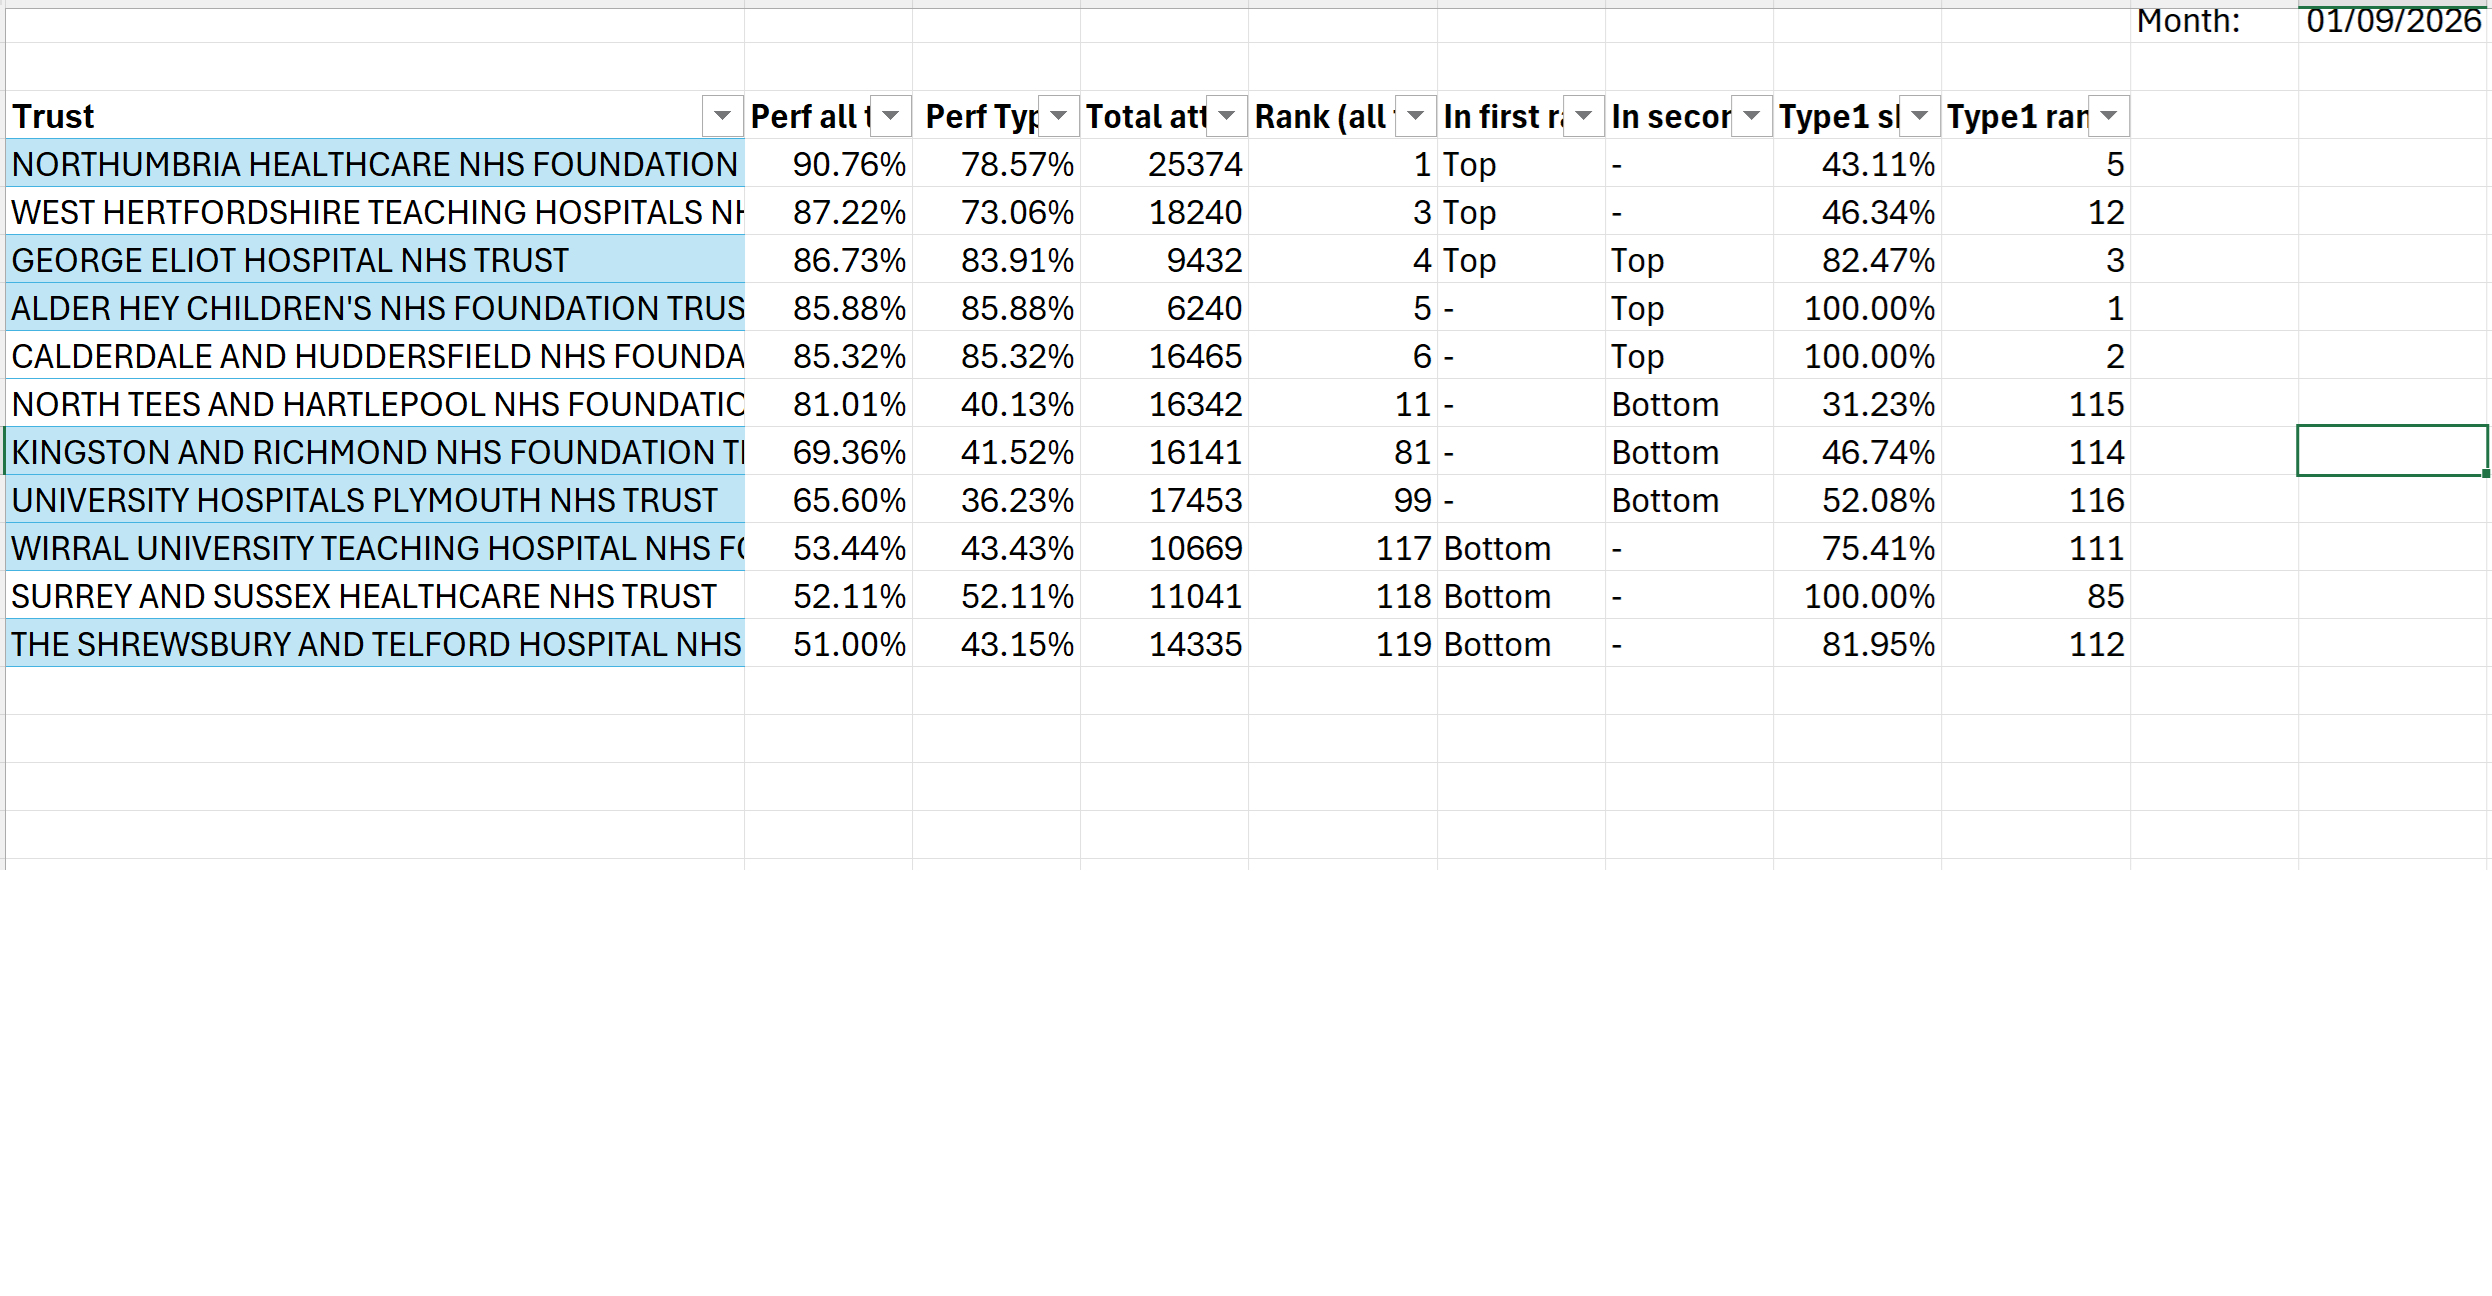 Month: 01/09/2026
Trust Perf all Perf Total Rank (all In first In Type1 Type1
NORTHUMBRIA HEALTHCARE NHS FOUNDATION 90.76% 78.57% 25374 1 Top - 43.11% 5
WEST HERTFORDSHIRE TEACHING HOSPITALS 87.22% 73.06% 18240 3 Top - 46.34% 12
GEORGE ELIOT HOSPITAL NHS TRUST 86.73% 83.91% 9432 4 Top Top 82.47% 3
ALDER HEY CHILDREN'S NHS FOUNDATION TRUS 85.88% 85.88% 6240 5 - Top 100.00% 1
CALDERDALE AND HUDDERSFIELD NHS FOUNDA 85.32% 85.32% 16465 6 - Top 100.00% 2
NORTH TEES AND HARTLEPOOL NHS FOUNDATIO 81.01% 40.13% 16342 11 - Bottom 31.23% 115
KINGSTON AND RICHMOND NHS FOUNDATION 69.36% 41.52% 16141 81 - Bottom 46.74% 114
UNIVERSITY HOSPITALS PLYMOUTH NHS TRUST 65.60% 36.23% 17453 99 - Bottom 52.08% 116
WIRRAL UNIVERSITY TEACHING HOSPITAL NHS 53.44% 43.43% 10669 117 Bottom - 75.41% 111
SURREY AND SUSSEX HEALTHCARE NHS TRUST 52.11% 52.11% 11041 118 Bottom - 100.00% 85
THE SHREWSBURY AND TELFORD HOSPITAL NHS 51.00% 43.15% 14335 119 Bottom - 81.95% 112